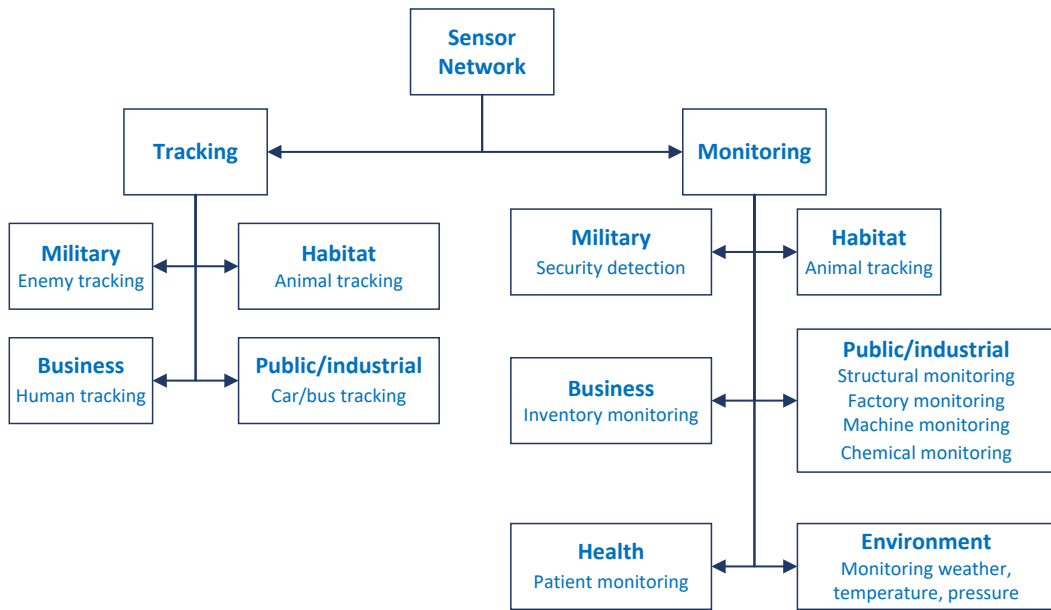 Sensor
Network
Tracking
Monitoring
Military
Enemy tracking
Habitat
Animal tracking
Business
Human tracking
Public/industrial
Car/bus tracking
Military
Security detection
Habitat
Animal tracking
Business
Inventory monitoring
Public/industrial
Structural monitoring
Factory monitoring
Machine monitoring
Chemical monitoring
Health
Patient monitoring
Environment
Monitoring weather,
temperature, pressure